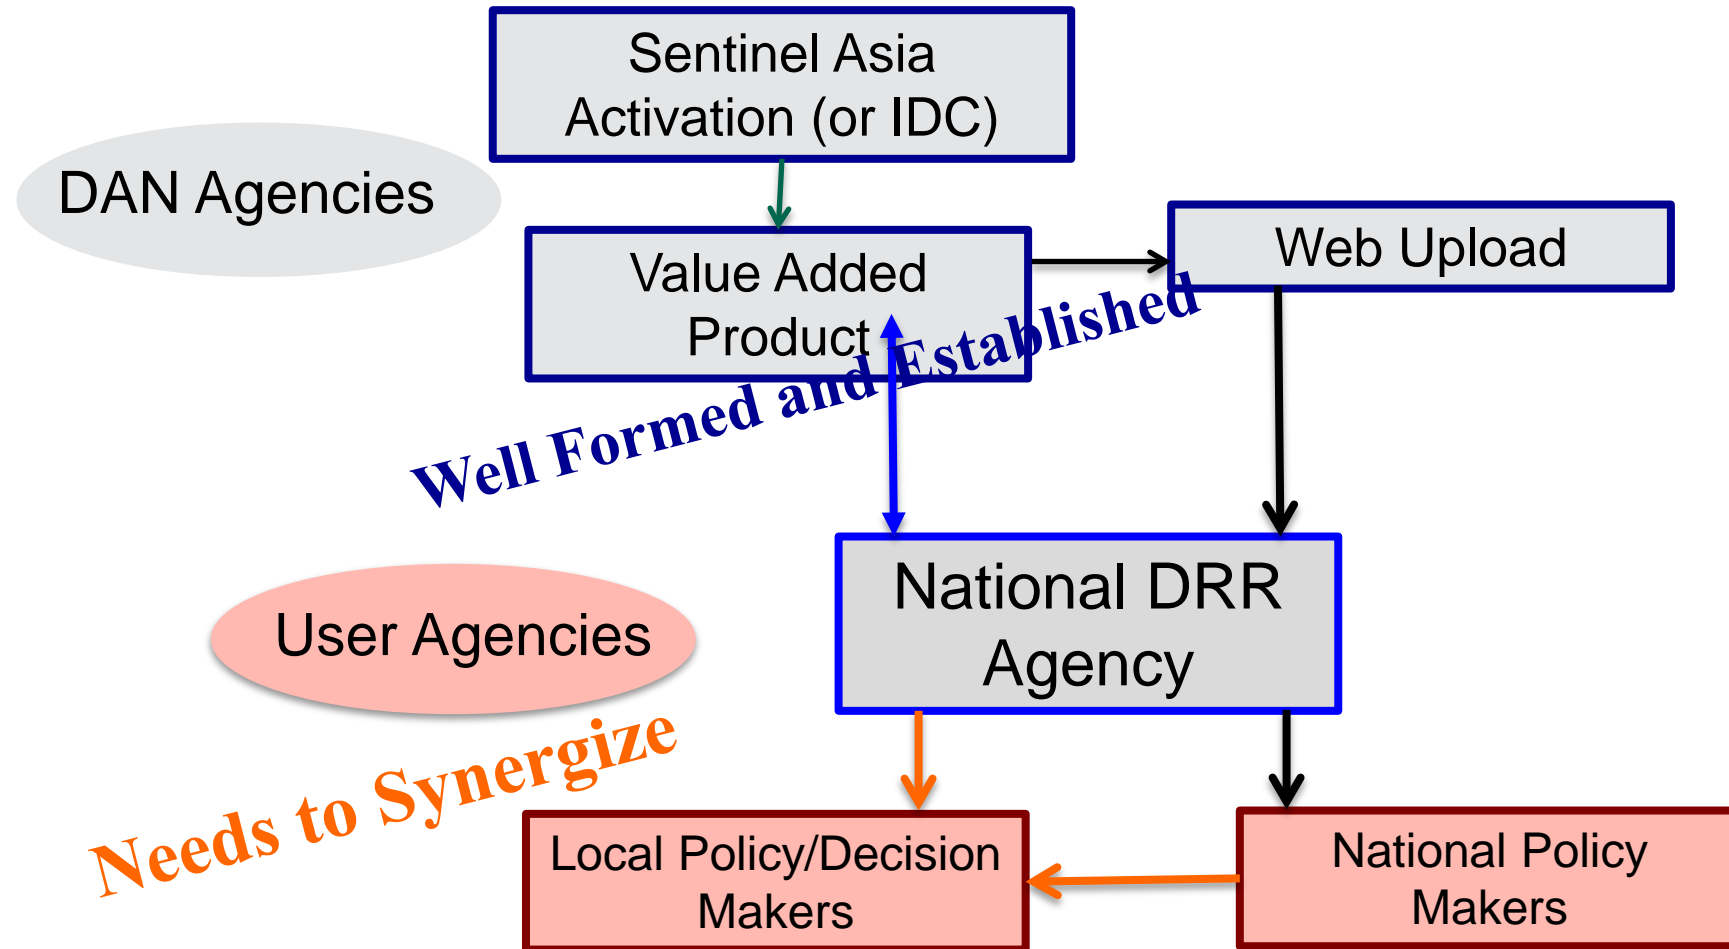 Sentinel Asia
Activation (or IDC)
DAN Agencies
Value Added
Product
Web Upload
Well Formed and Established
National DRR
Agency
User Agencies
Needs to Synergize
Local Policy/Decision
Makers
National Policy
Makers